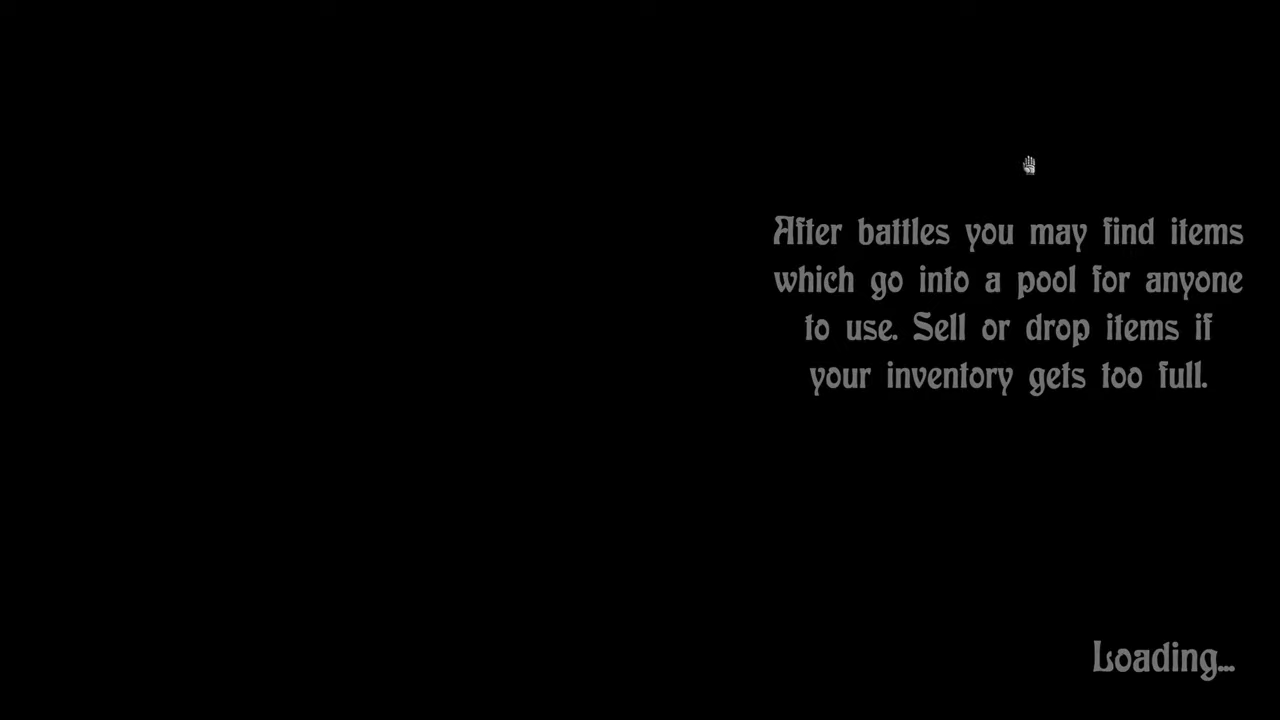 After battles you may find items
which go into a pool for anyone
to use. Sell or drop items if
your inventory gets too full.
Loading...